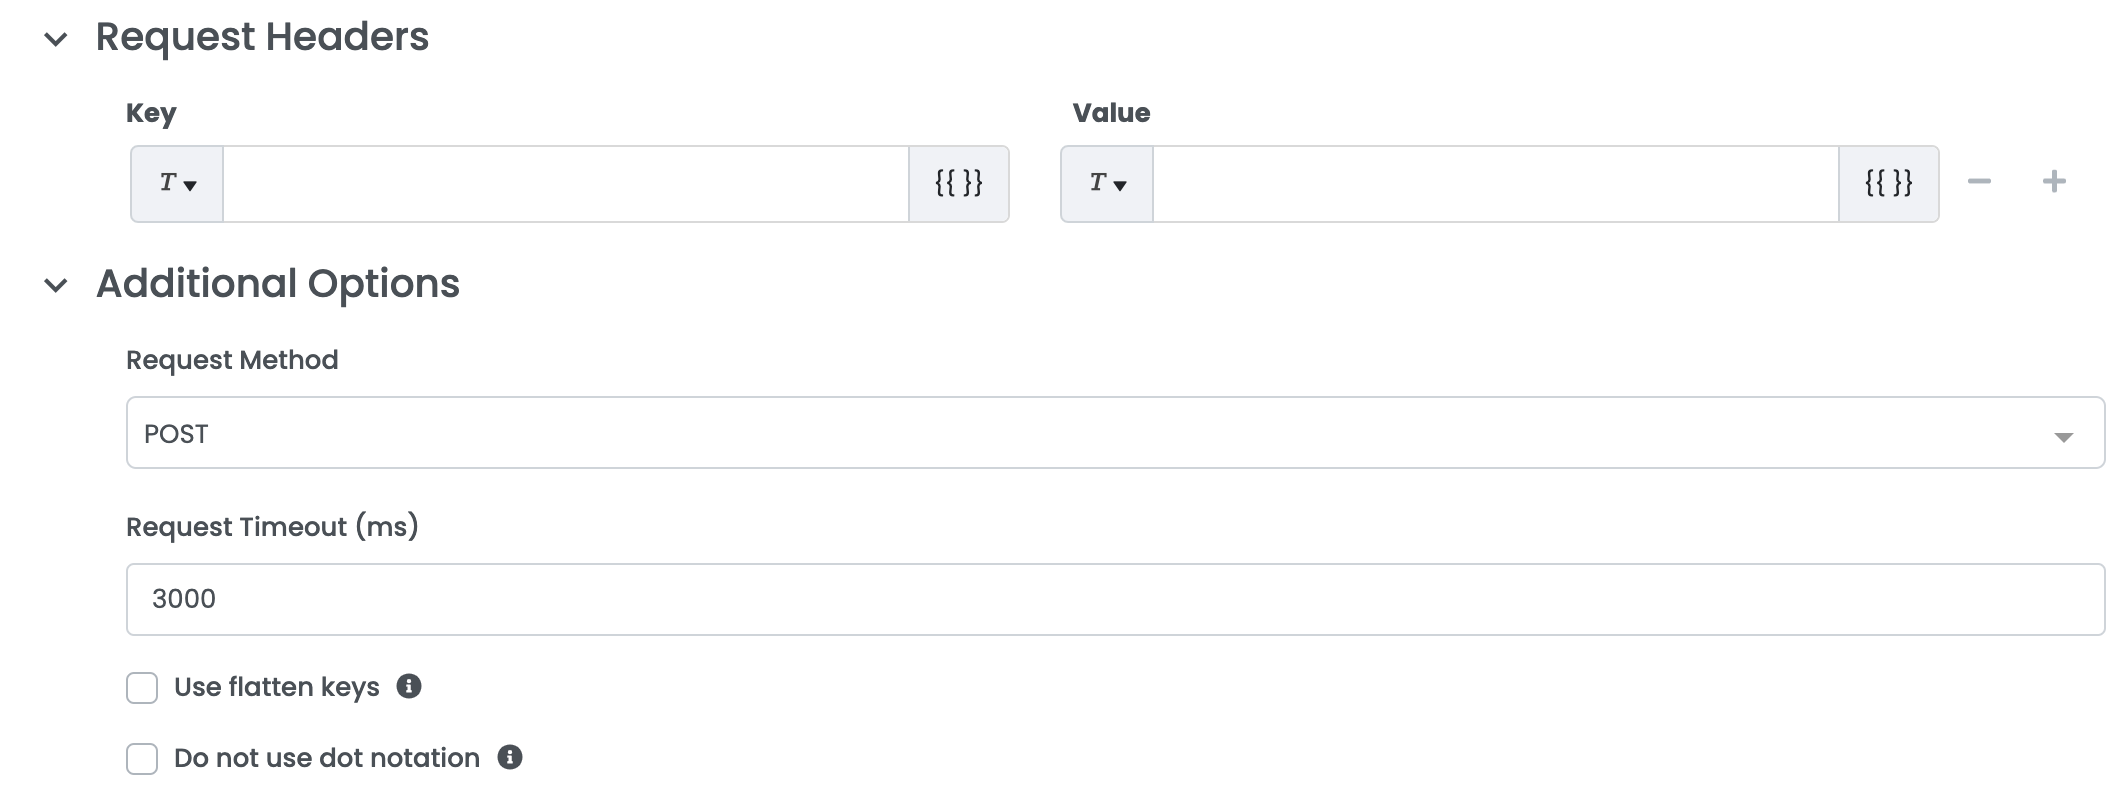 Request Headers
Key Value
T {{ }} T {{ }}
Additional Options
Request Method
POST
Request Timeout (ms)
3000
Use flatten keys
Do not use dot notation